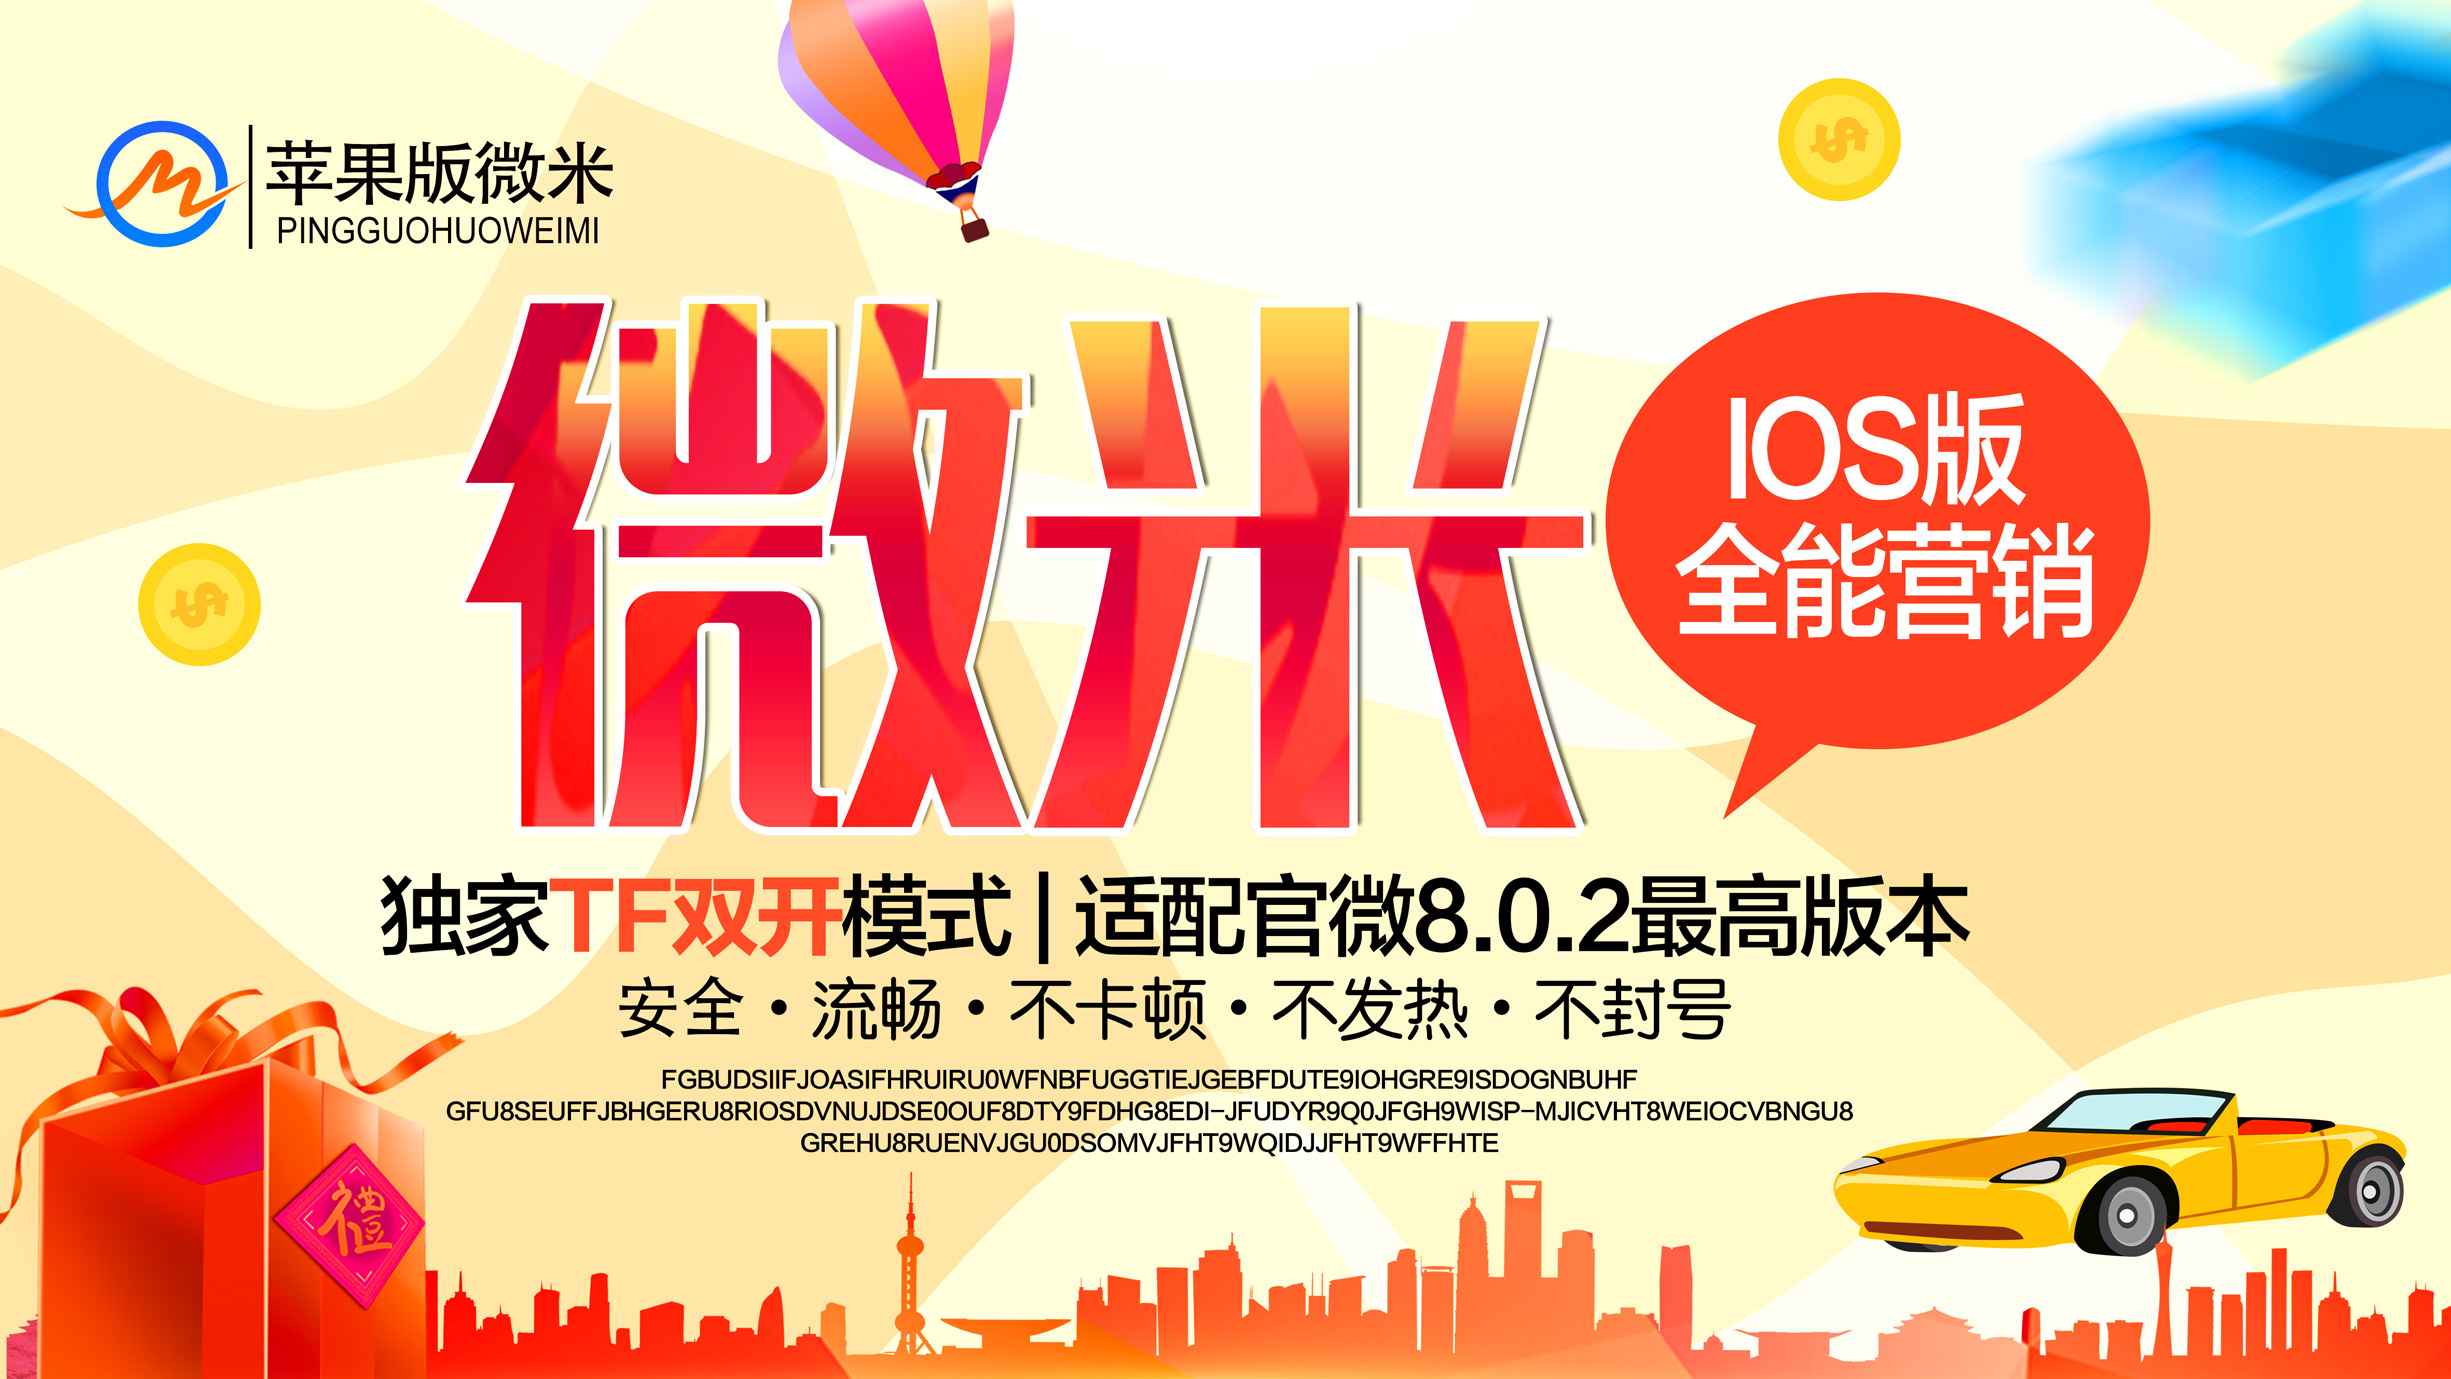 苹果版微米
PINGGUOHUOWEIMI
微米
IOS版
全能营销
独家TF双开模式|适配官微8.0.2最高版本
安全·流畅·不卡顿·不发热·不封号
FGBUDSIIFJOASIFHRUIRU0WFNBFUGGTIEJGEBFDUTE9IOHGRE9ISDOGNBUHF
GFU8SEUFFJBHGERU8RIOSDVNUJDSE0OUF8DTY9FDHG8EDI-JFUDYR9Q0JFGH9WISP-MJICVHT8WEIOCVBNGU8
GREHU8RUENVJGU0DSOMVJFHT9WQIDJJFHT9WFFHTE
禮